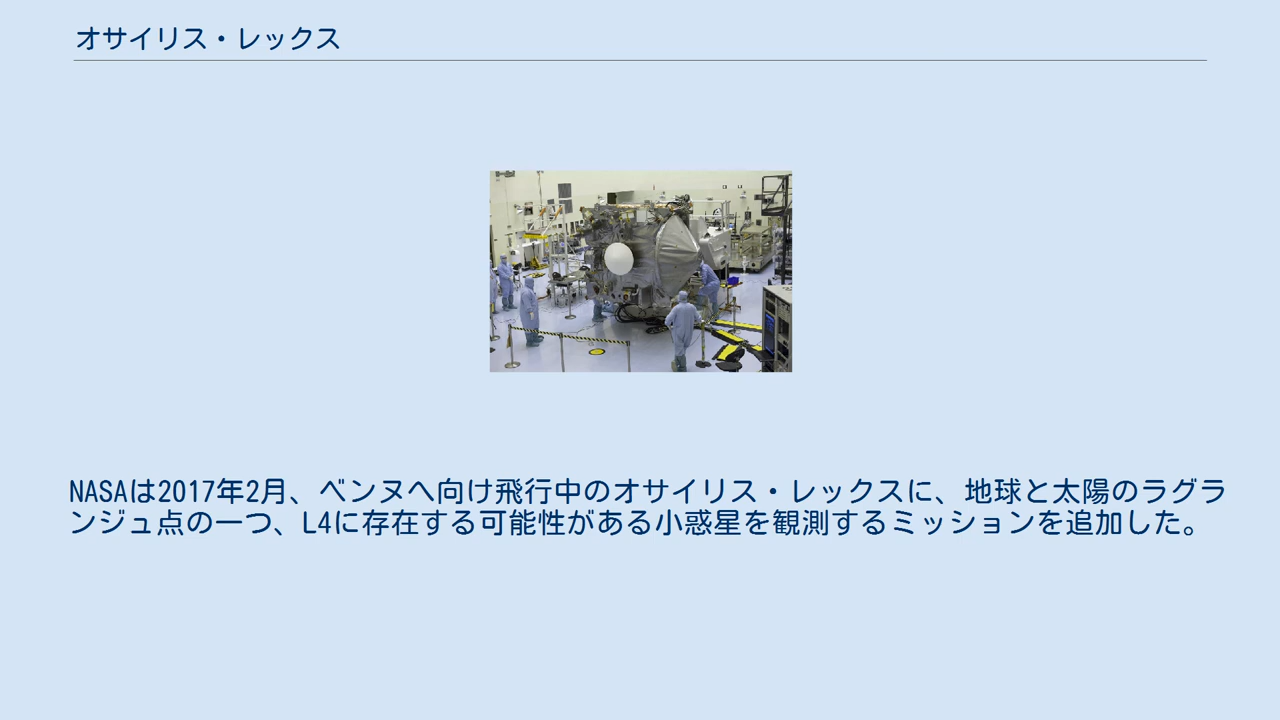 オサイリス・レックス
NASAは2017年2月、ベンヌへ向け飛行中のオサイリス・レックスに、地球と太陽のラグラ
ンジュ点の一つ、L4に存在する可能性がある小惑星を観測するミッションを追加した。